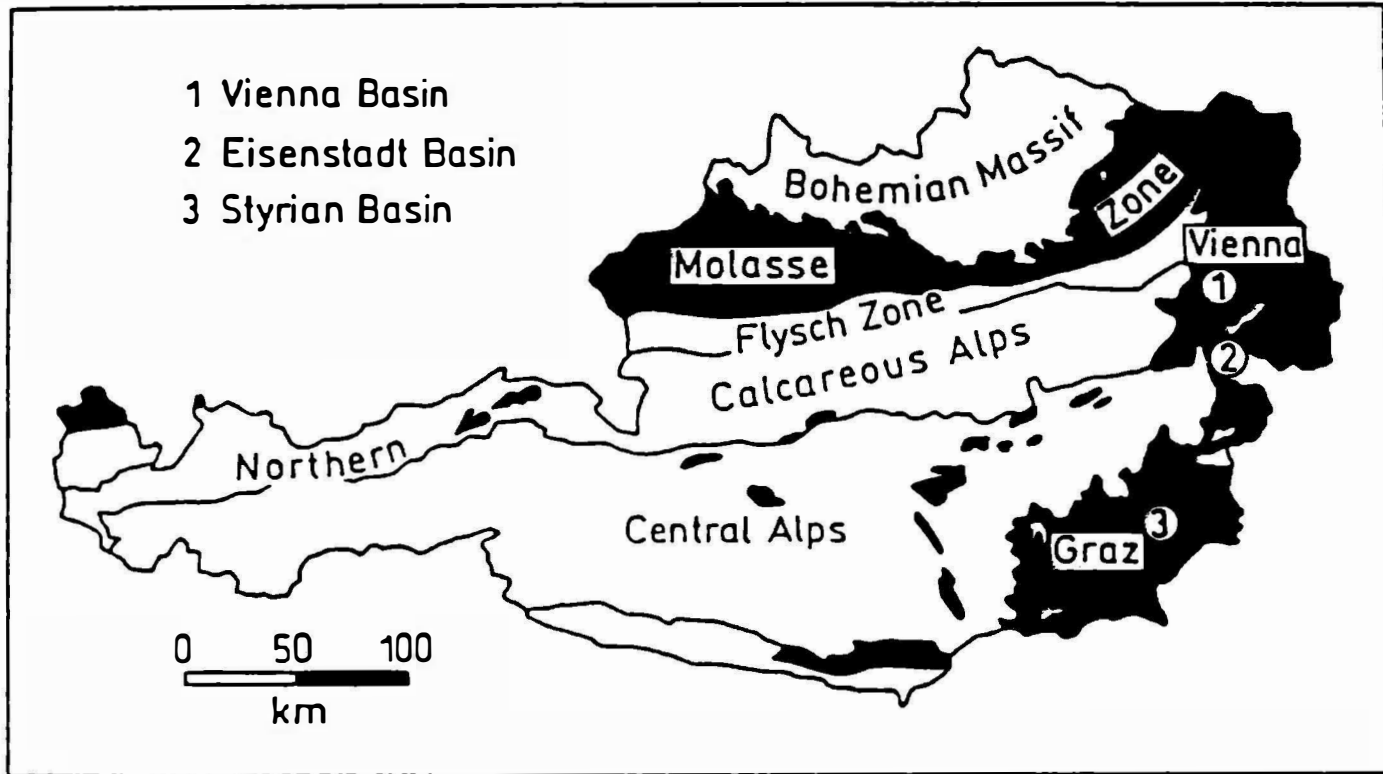 1 Vienna Basin
2 Eisenstadt Basin
3 Styrian Basin
Bohemian Massif
Molasse
Zone
Vienna
1
Flysch Zone
2
Calcareous Alps
Northern
Central Alps
3
Graz
0 50 100
km